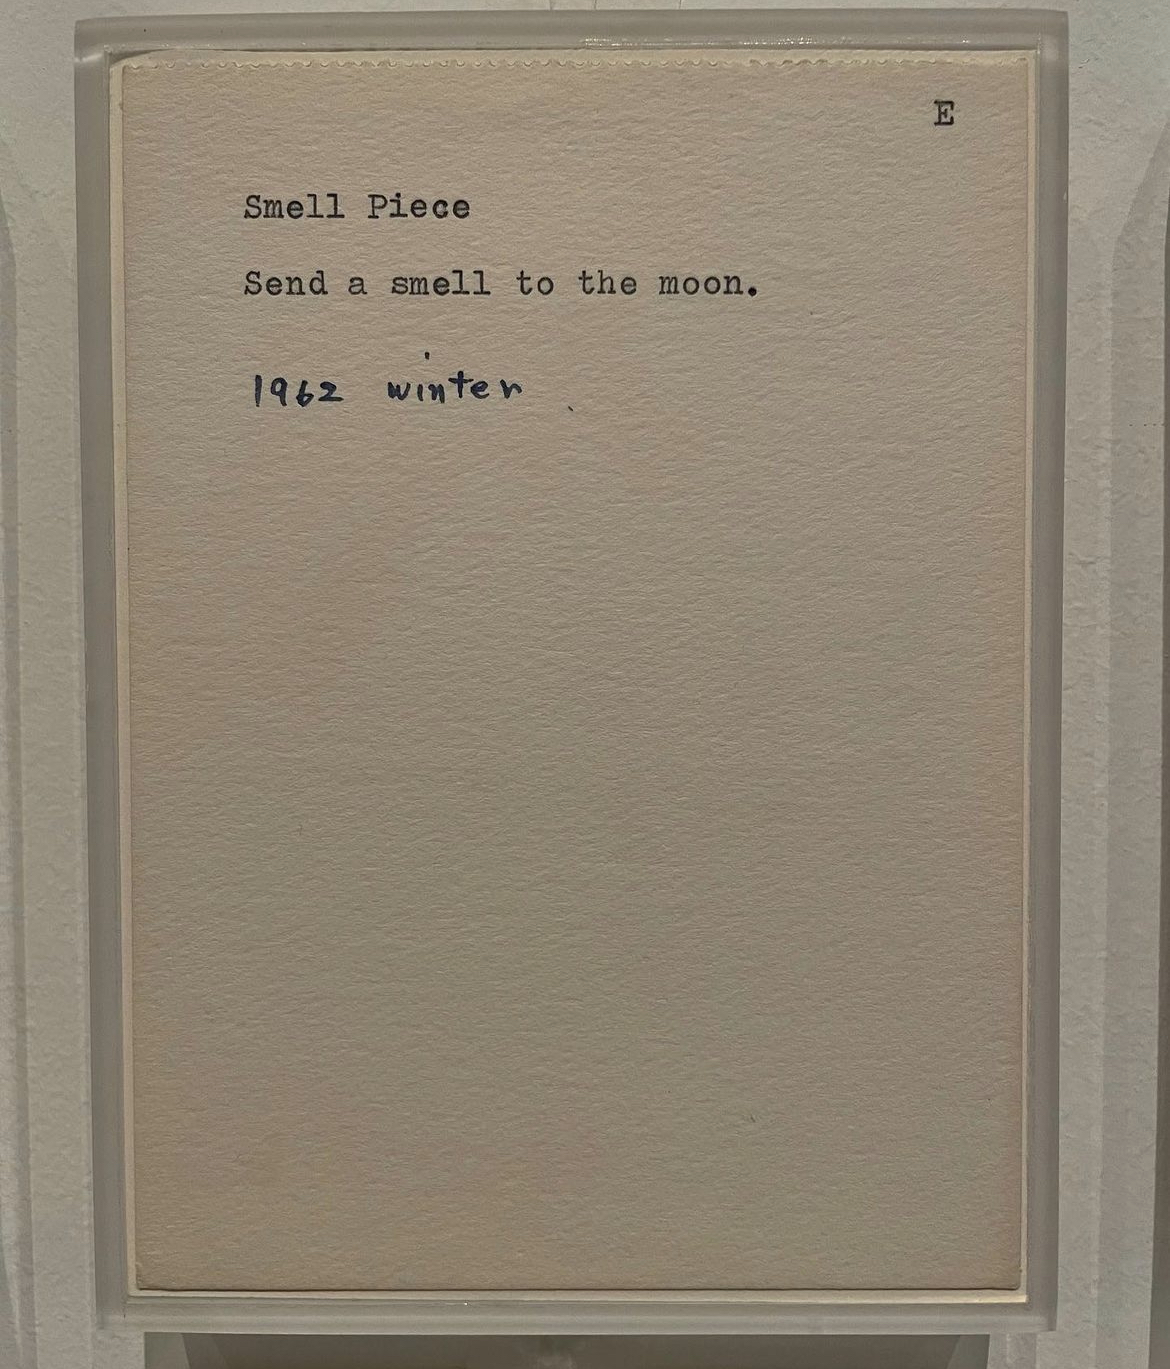 E
Smell Piece
Send a smell to the moon.
1962 winter